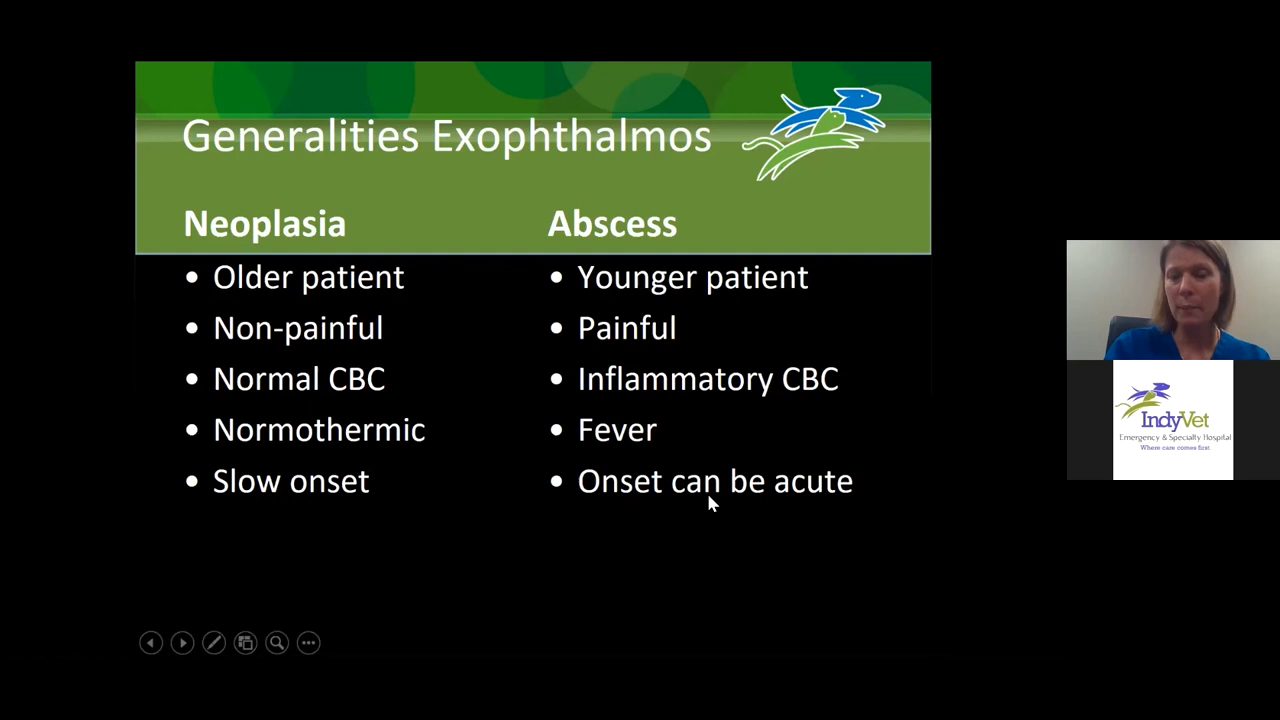 Generalities Exophthalmos
Neoplasia
• Older patient
• Non-painful
• Normal CBC
• Normothermic
• Slow onset
Abscess
• Younger patient
• Painful
• Inflammatory CBC
• Fever
• Onset can be acute
IndyVet
Emergency & Specialty Hospital
Where care comes first.